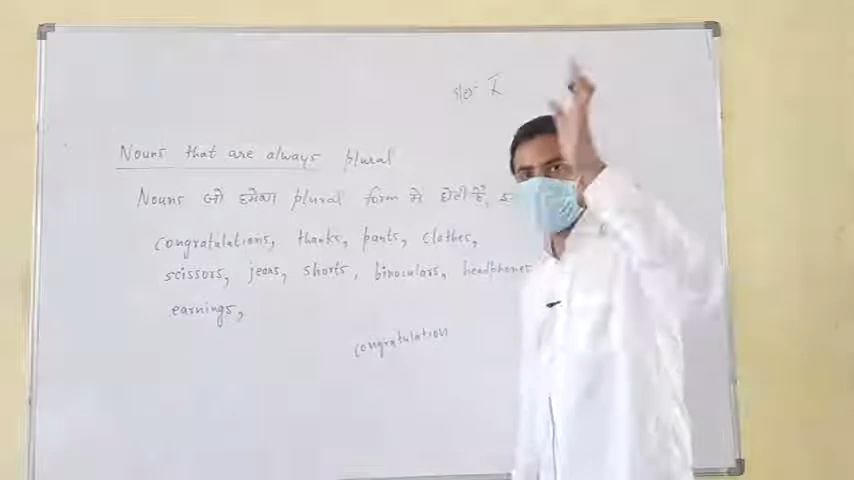 Nouns that are always plural
Nouns जो हमेशा plural form मे होती हैं,
congratulations, thanks, pants, clothes,
scissors, jeans, shorts, binoculars, headphones
earnings,
congratulation